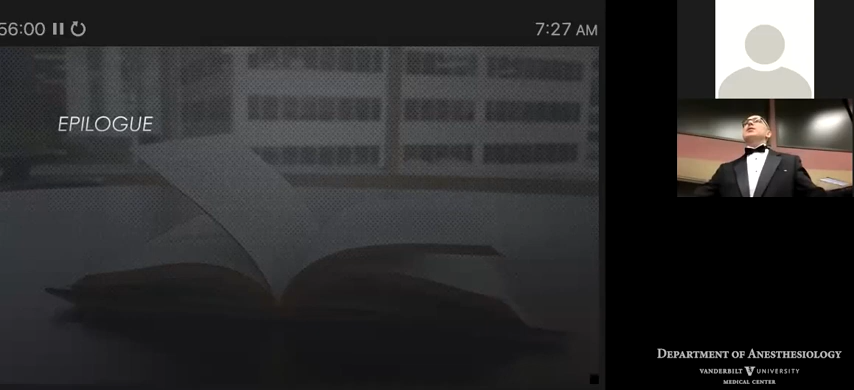 56:00
7:27 AM
EPILOGUE
DEPARTMENT OF ANESTHESIOLOGY
VANDERBILT UNIVERSITY
MEDICAL CENTER